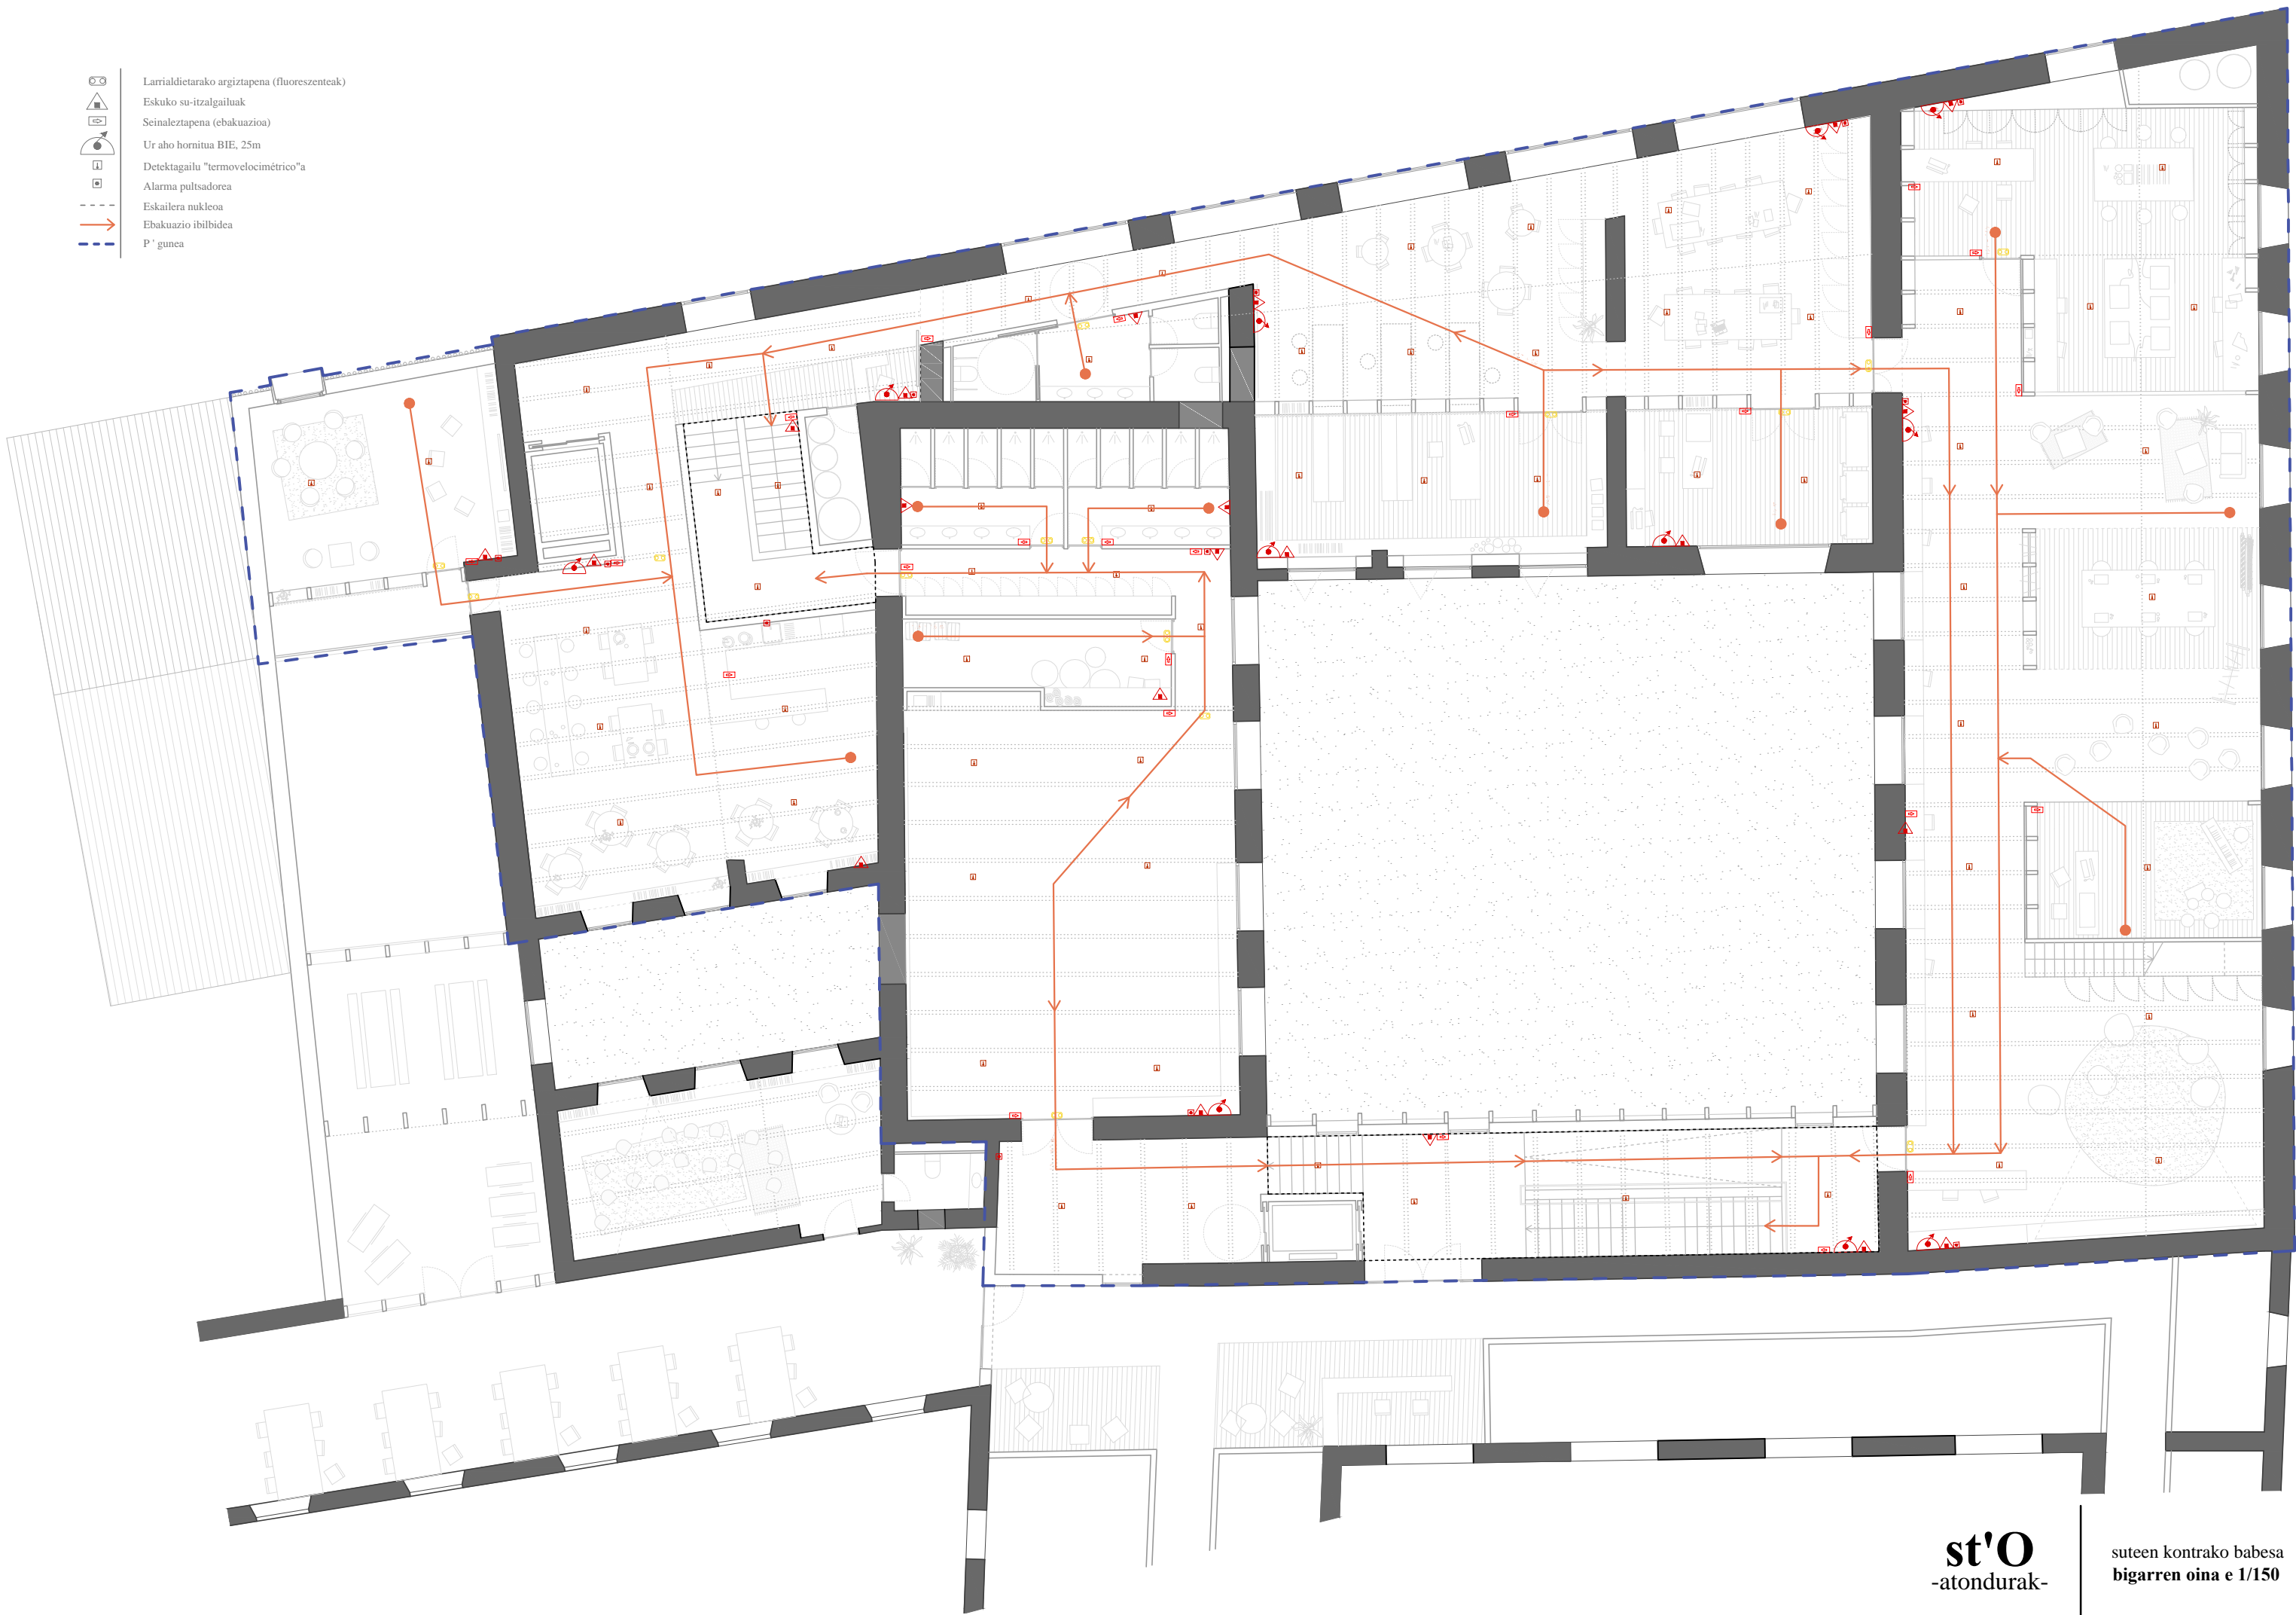 Larrialdietarako argiztapena (fluoreszenteak)
Eskuko su-itzalgailuak
Seinaleztapena (ebakuazioa)
Ur aho hornitua BIE, 25m
Detektagailu "termovelocimétrico"a
Alarma pultsadorea
Eskailera nukleoa
Ebakuazio ibilbidea
P ` gunea
st'O
-atondurak-
suteen kontrako babesa
bigarren oina e 1/150